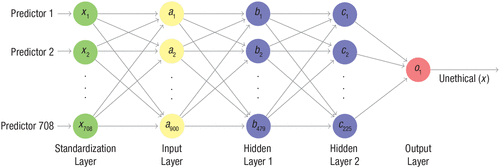 Predictor 1 x1 a1 b1 c1
Predictor 2 x2 a2 b2 c2
a1
Unethical (x)
Predictor 708 x708 a900 b479 c225
Standardization Layer
Input Layer
Hidden Layer 1
Hidden Layer 2
Output Layer